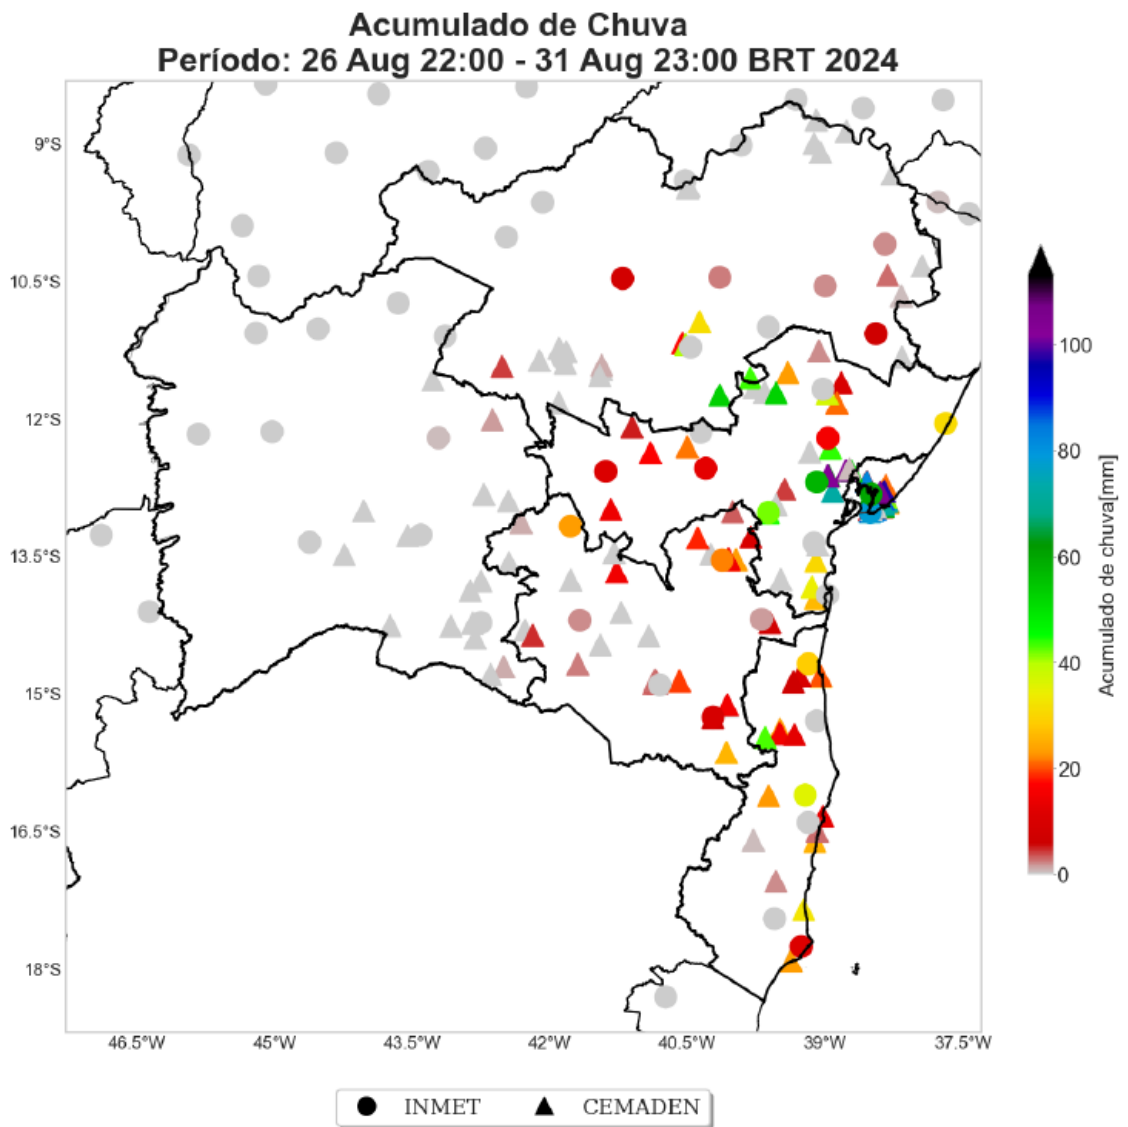 Acumulado de Chuva
Período: 26 Aug 22:00 - 31 Aug 23:00 BRT 2024
9°S
10.5°S
12°S
13.5°S
15°S
16.5°S
18°S
46.5°W
45°W
43.5°W
42°W
40.5°W
39°W
37.5°W
100
80
60
40
20
0
Acumulado de chuva[mm]
INMET
CEMADEN